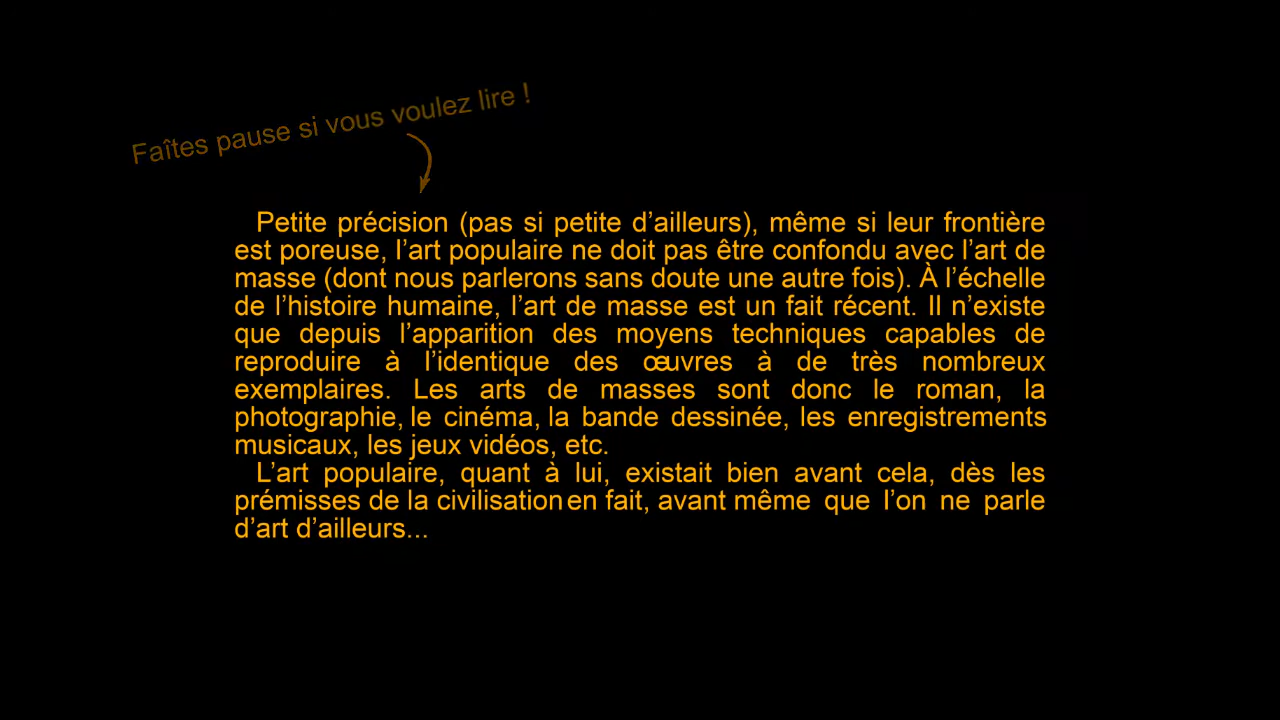 Faîtes pause si vous voulez lire !
Petite précision (pas si petite d’ailleurs), même si leur frontière
est poreuse, l’art populaire ne doit pas être confondu avec l’art de
masse (dont nous parlerons sans doute une autre fois). À l’échelle
de l’histoire humaine, l’art de masse est un fait récent. Il n’existe
que depuis l’apparition des moyens techniques capables de
reproduire à l’identique des œuvres à de très nombreux
exemplaires. Les arts de masses sont donc le roman, la
photographie, le cinéma, la bande dessinée, les enregistrements
musicaux, les jeux vidéos, etc.
L’art populaire, quant à lui, existait bien avant cela, dès les
prémisses de la civilisation en fait, avant même que l’on ne parle
d’art d’ailleurs...